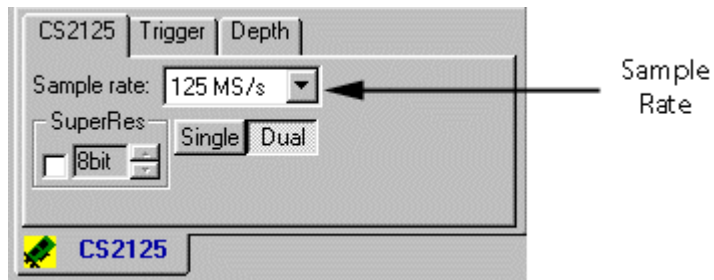 CS2125 Trigger Depth
Sample rate: 125 MS/s
Sample
Rate
SuperRes
Single Dual
8bit
CS2125